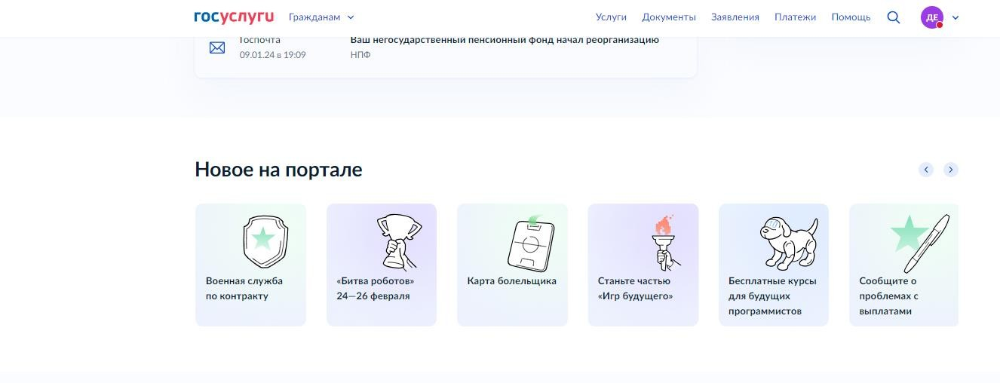 госуслуги Гражданам Услуги Документы Заявления Платежи Помощь ДЕ
Госпочта Ваш негосударственный пенсионный фонд начал реорганизацию
09.01.24 в 19:09 НПФ
Новое на портале
Военная служба
по контракту
«Битва роботов»
24—26 февраля
Карта болельщика
Станьте частью
«Игр будущего»
Бесплатные курсы
для будущих
программистов
Сообщите о
проблемах с
выплатами